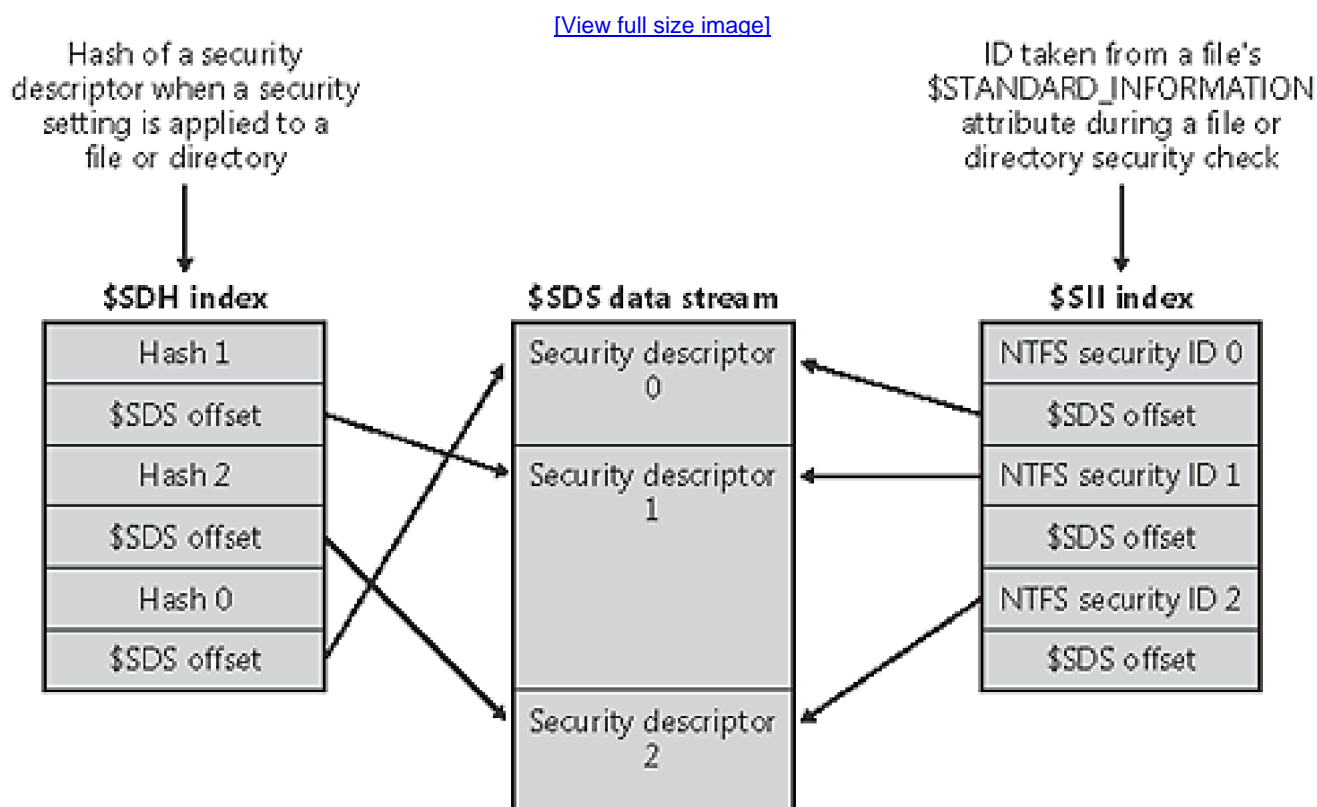 [View full size image]
Hash of a security
descriptor when a security
setting is applied to a
file or directory
ID taken from a file's
$STANDARD_INFORMATION
attribute during a file or
directory security check
$SDH index
Hash 1
$SDS offset
Hash 2
$SDS offset
Hash 0
$SDS offset
$SDS data stream
Security descriptor
0
Security descriptor
1
Security descriptor
2
$SII index
NTFS security ID 0
$SDS offset
NTFS security ID 1
$SDS offset
NTFS security ID 2
$SDS offset